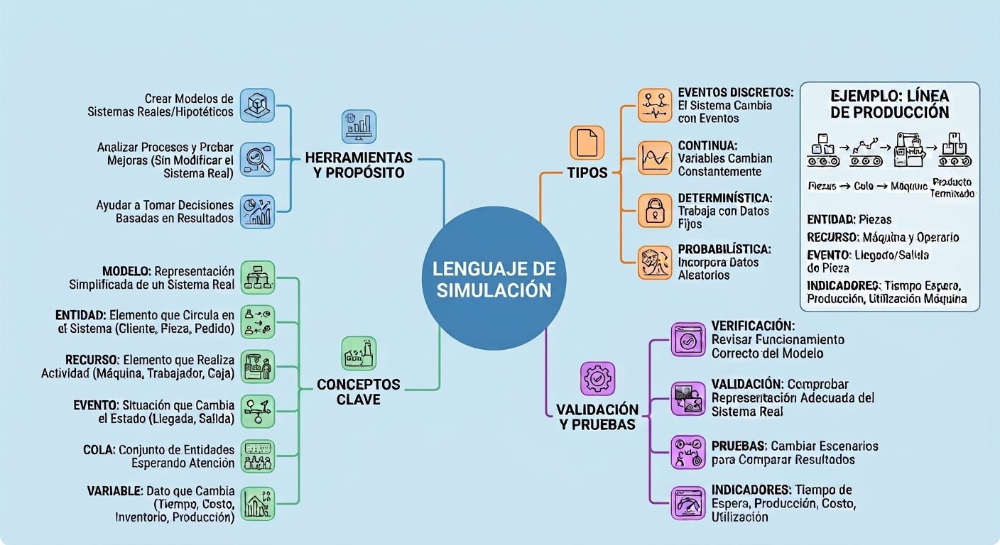 Crear Modelos de
Sistemas Reales/Hipotéticos
Analizar Procesos y Probar
Mejoras (Sin Modificar el
Sistema Real)
Ayudar a Tomar Decisiones
Basadas en Resultados
HERRAMIENTAS
Y PROPÓSITO
MODELO: Representación
Simplificada de un Sistema Real
ENTIDAD: Elemento que Circula en
el Sistema (Cliente, Pieza, Pedido)
RECURSO: Elemento que Realiza
Actividad (Máquina, Trabajador, Caja)
EVENTO: Situación que Cambia
el Estado (Llegada, Salida)
COLA: Conjunto de Entidades
Esperando Atención
VARIABLE: Dato que Cambia
(Tiempo, Costo,
Inventorio, Producción)
CONCEPTOS
CLAVE
LENGUAJE DE
SIMULACIÓN
TIPOS
EVENTOS DISCRETOS:
El Sistema Cambia
con Eventos
CONTINUA:
Variables Cambian
Constantemente
DETERMINÍSTICA:
Trabaja con Datos
Fijos
PROBABILÍSTICA:
Incorpora Datos
Aleatorios
EJEMPLO: LÍNEA
DE PRODUCCIÓN
→ → →
Producto
Terminado
ENTIDAD: Piezas
RECURSO: Máquina y Operario
EVENTO: Llegado/Salida
de Pieza
INDICADORES: Tiempo Espera,
Producción, Utilización Máquina
VALIDACIÓN
Y PRUEBAS
VERIFICACIÓN:
Revisar Funcionamiento
Correcto del Modelo
VALIDACIÓN: Comprobar
Representación Adecuada del
Sistema Real
PRUEBAS: Cambiar Escenarios
para Comparar Resultados
INDICADORES: Tiempo de
Espera, Producción, Costo,
Utilización